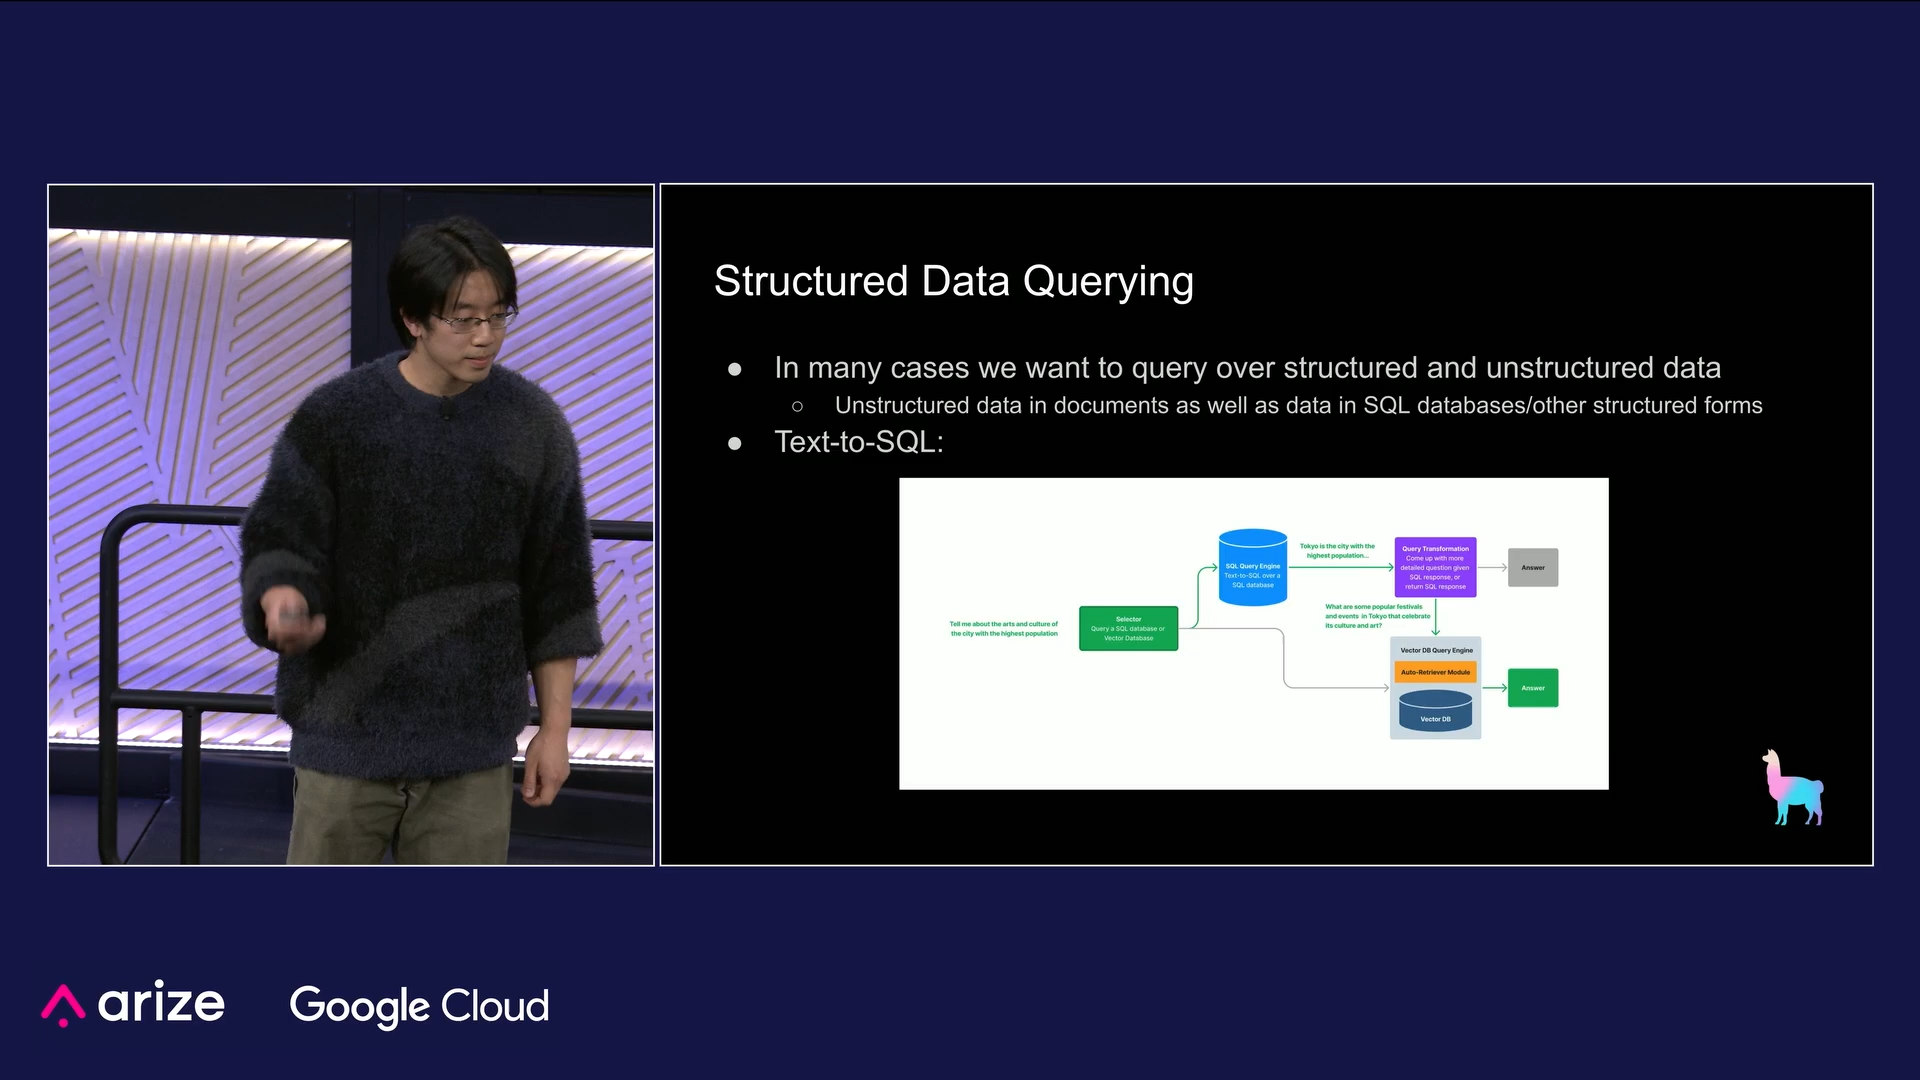 Structured Data Querying
● In many cases we want to query over structured and unstructured data
○ Unstructured data in documents as well as data in SQL databases/other structured forms
● Text-to-SQL:
Tell me about the arts and culture of
the city with the highest population
Selector
Query a SQL database or
Vector Database
SQL Query Engine
Text-to-SQL over a
SQL database
Tokyo is the city with the
highest population...
Query Transformation
Come up with more
detailed question given
SQL response, or
return SQL response
Answer
What are some popular festivals
and events in Tokyo that celebrate
its culture and art?
Vector DB Query Engine
Auto-Retriever Module
Vector DB
Answer
arize
Google Cloud